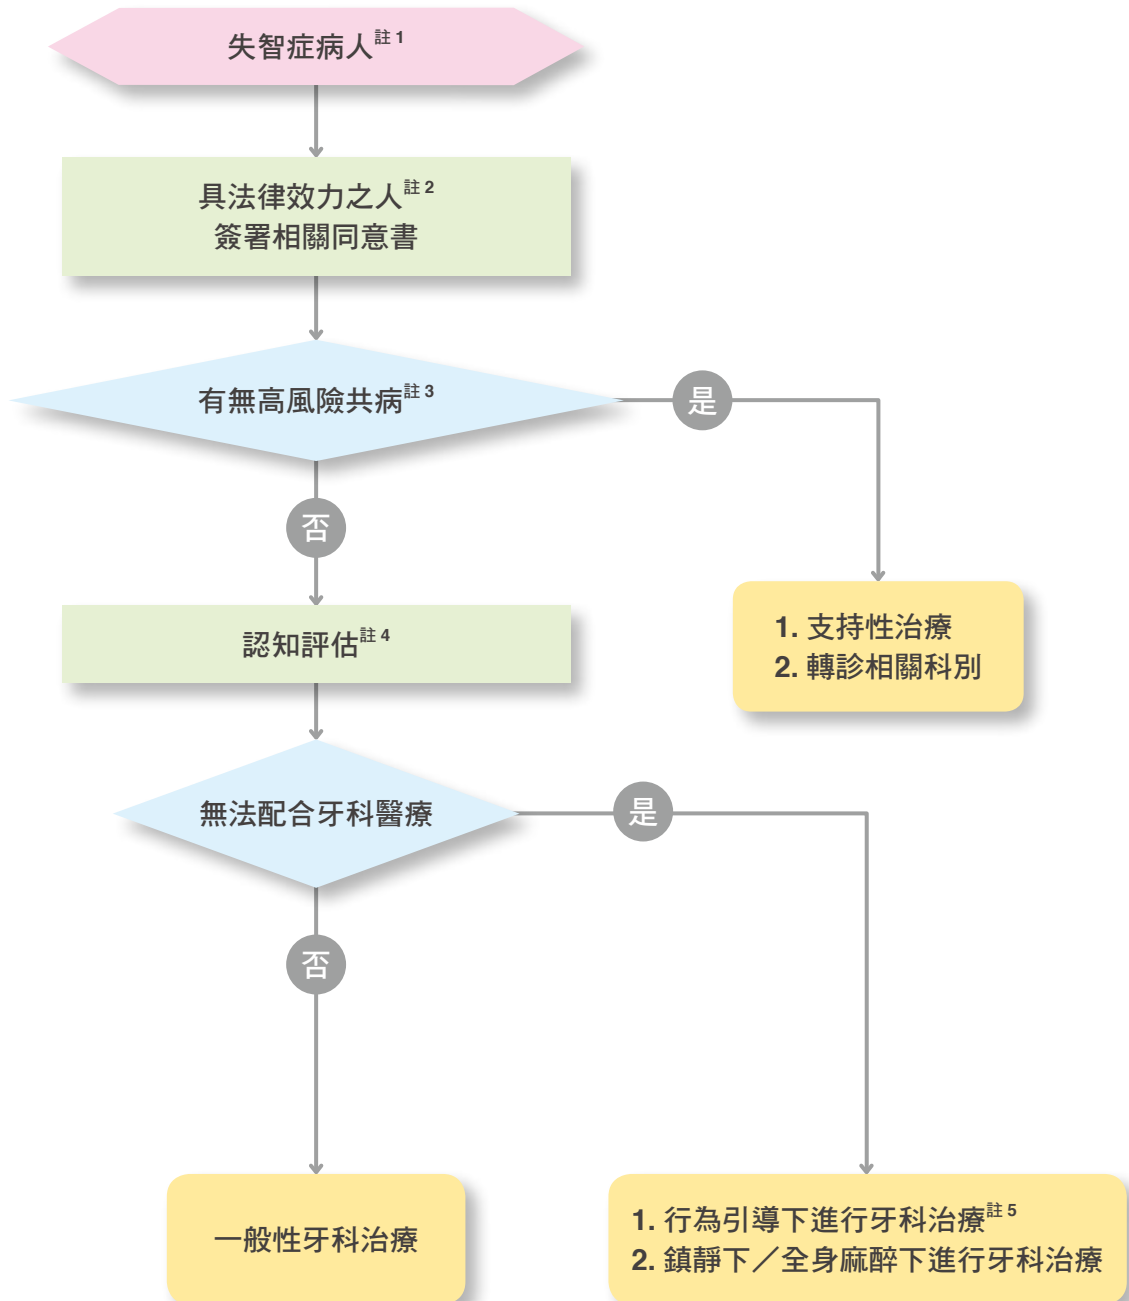 失智症病人註 1
具法律效力之人註 2
簽署相關同意書
有無高風險共病註 3
是
否
認知評估註 4
1. 支持性治療
2. 轉診相關科別
無法配合牙科醫療
是
否
一般性牙科治療
1. 行為引導下進行牙科治療註 5
2. 鎮靜下／全身麻醉下進行牙科治療